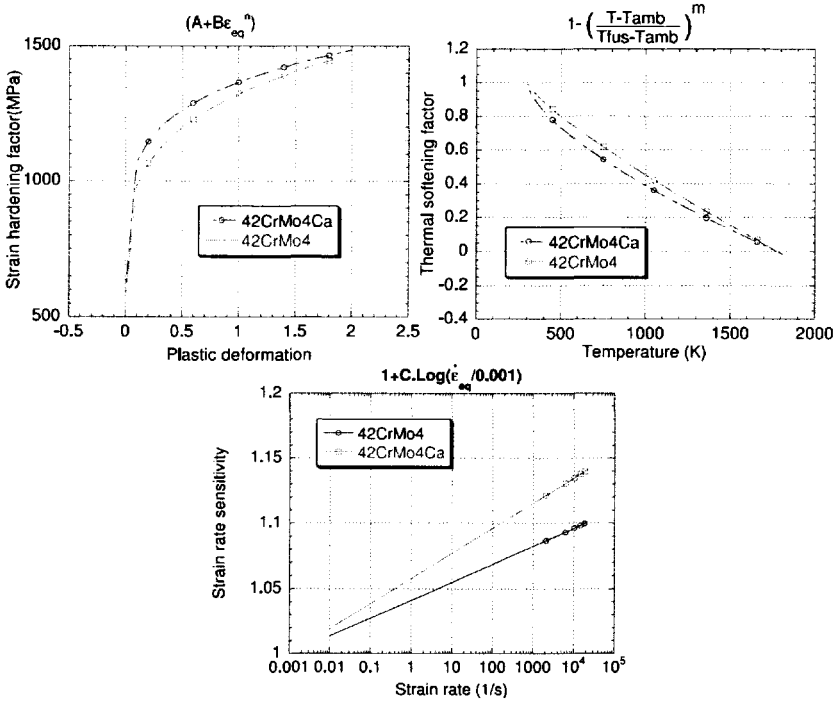 (A+Bε_eq^n)
Strain hardening factor(MPa)
1500
1000
500
-0.5 0 0.5 1 1.5 2 2.5
Plastic deformation
42CrMo4Ca
42CrMo4
1-(T-Tamb/Tfus-Tamb)^m
Thermal softening factor
1.2
1
0.8
0.6
0.4
0.2
0
-0.2
-0.4
0 500 1000 1500 2000
Temperature (K)
42CrMo4Ca
42CrMo4
1+C.Log(ε̇_eq/0.001)
Strain rate sensitivity
1.2
1.15
1.1
1.05
1
0.001 0.01 0.1 1 10 100 1000 10^4 10^5
Strain rate (1/s)
42CrMo4
42CrMo4Ca